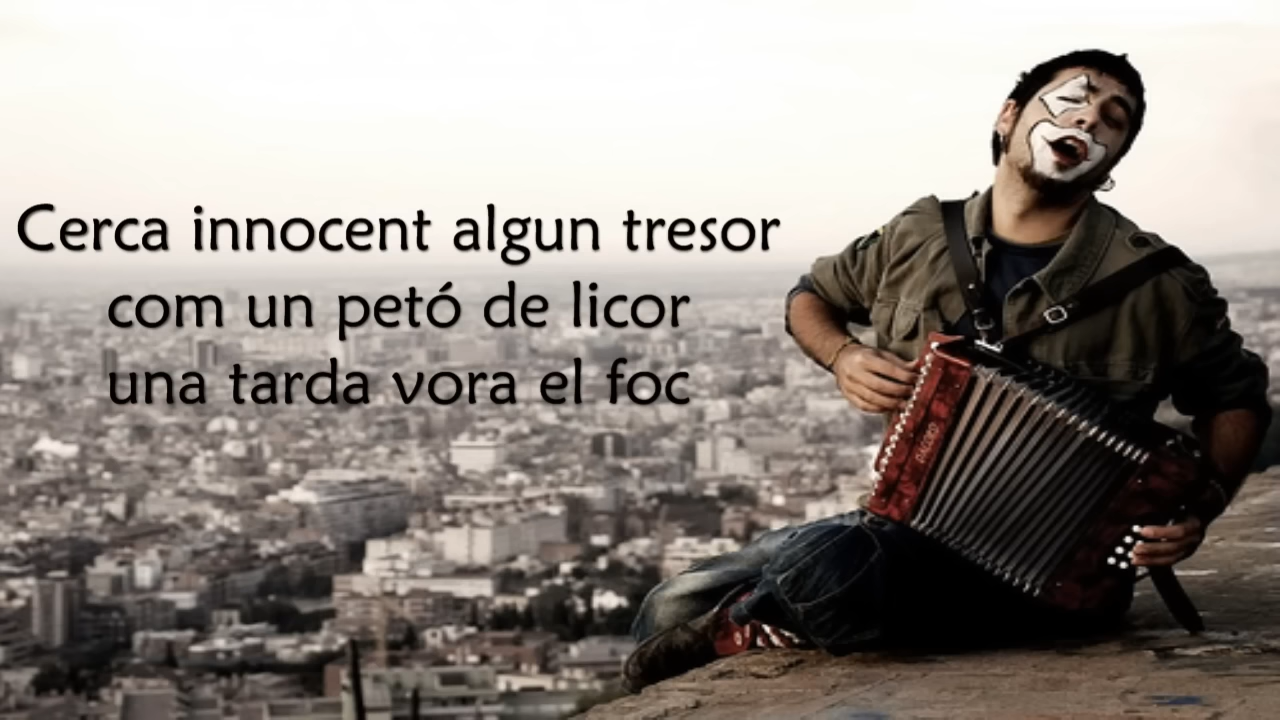 Cerca innocent algun tresor
com un petó de licor
una tarda vora el foc